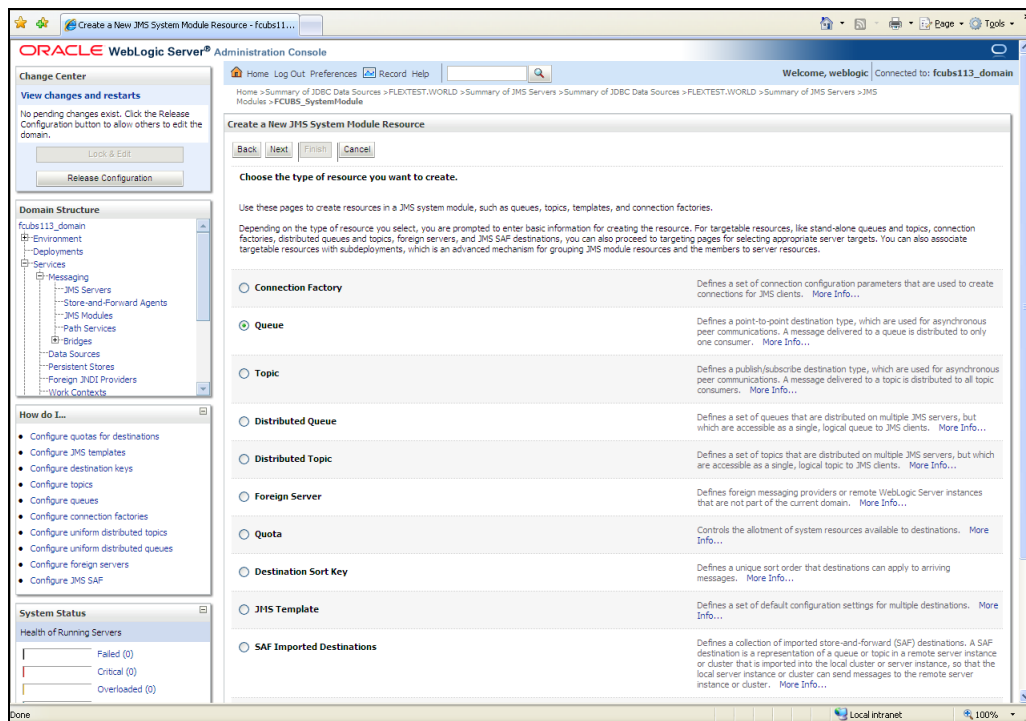 Create a New JMS System Module Resource - fcubs11...
Page
Tools
ORACLE WebLogic Server® Administration Console
Change Center
View changes and restarts
No pending changes exist. Click the Release
Configuration button to allow others to edit the
domain.
Lock & Edit
Release Configuration
Domain Structure
fcubs113_domain
Environment
Deployments
Services
Messaging
JMS Servers
Store-and-Forward Agents
JMS Modules
Path Services
Bridges
Data Sources
Persistent Stores
Foreign JNDI Providers
Work Contexts
How do I...
Configure quotas for destinations
Configure JMS templates
Configure destination keys
Configure topics
Configure queues
Configure connection factories
Configure uniform distributed topics
Configure uniform distributed queues
Configure foreign servers
Configure JMS SAF
System Status
Health of Running Servers
Failed (0)
Critical (0)
Overloaded (0)
Home Log Out Preferences Record Help
Welcome, weblogic Connected to: fcubs113_domain
Home >Summary of JDBC Data Sources >FLEXTEST.WORLD >Summary of JMS Servers >Summary of JDBC Data Sources >FLEXTEST.WORLD >Summary of JMS Servers >JMS
Modules >FCUBS_SystemModule
Create a New JMS System Module Resource
Back Next Finish Cancel
Choose the type of resource you want to create.
Use these pages to create resources in a JMS system module, such as queues, topics, templates, and connection factories.
Depending on the type of resource you select, you are prompted to enter basic information for creating the resource. For targetable resources, like stand-alone queues and topics, connection
factories, distributed queues and topics, foreign servers, and JMS SAF destinations, you can also proceed to targeting pages for selecting appropriate server targets. You can also associate
targetable resources with subdeployments, which is an advanced mechanism for grouping JMS module resources and the members to server resources.
Connection Factory
Defines a set of connection configuration parameters that are used to create
connections for JMS clients. More Info...
Queue
Defines a point-to-point destination type, which are used for asynchronous
peer communications. A message delivered to a queue is distributed to only
one consumer. More Info...
Topic
Defines a publish/subscribe destination type, which are used for asynchronous
peer communications. A message delivered to a topic is distributed to all topic
consumers. More Info...
Distributed Queue
Defines a set of queues that are distributed on multiple JMS servers, but
which are accessible as a single, logical queue to JMS clients. More Info...
Distributed Topic
Defines a set of topics that are distributed on multiple JMS servers, but which
are accessible as a single, logical topic to JMS clients. More Info...
Foreign Server
Defines foreign messaging providers or remote WebLogic Server instances
that are not part of the current domain. More Info...
Quota
Controls the allotment of system resources available to destinations. More
Info...
Destination Sort Key
Defines a unique sort order that destinations can apply to arriving
messages. More Info...
JMS Template
Defines a set of default configuration settings for multiple destinations. More
Info...
SAF Imported Destinations
Defines a collection of imported store-and-forward (SAF) destinations. A SAF
destination is a representation of a queue or topic in a remote server instance
or cluster that is imported into the local cluster or server instance, so that the
local server instance or cluster can send messages to the remote server
instance or cluster. More Info...
Done
Local intranet
100%